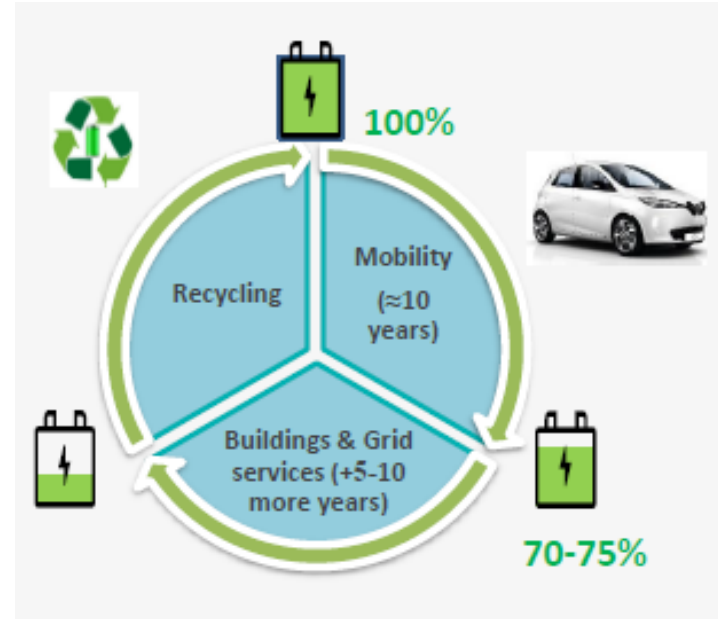 100%
Mobility
(≈10
years)
Recycling
Buildings & Grid
services (+5-10
more years)
70-75%